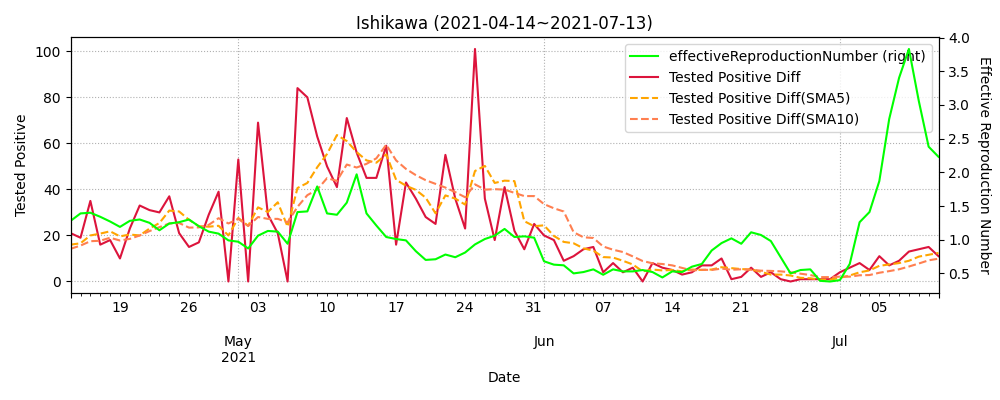 Ishikawa (2021-04-14~2021-07-13)
effectiveReproductionNumber (right)
Tested Positive Diff
Tested Positive Diff(SMA5)
Tested Positive Diff(SMA10)
Tested Positive
100
80
60
40
20
0
Effective Reproduction Number
4.0
3.5
3.0
2.5
2.0
1.5
1.0
0.5
19 26 03 10 17 24 31 07 14 21 28 05
May Jun Jul
2021
Date